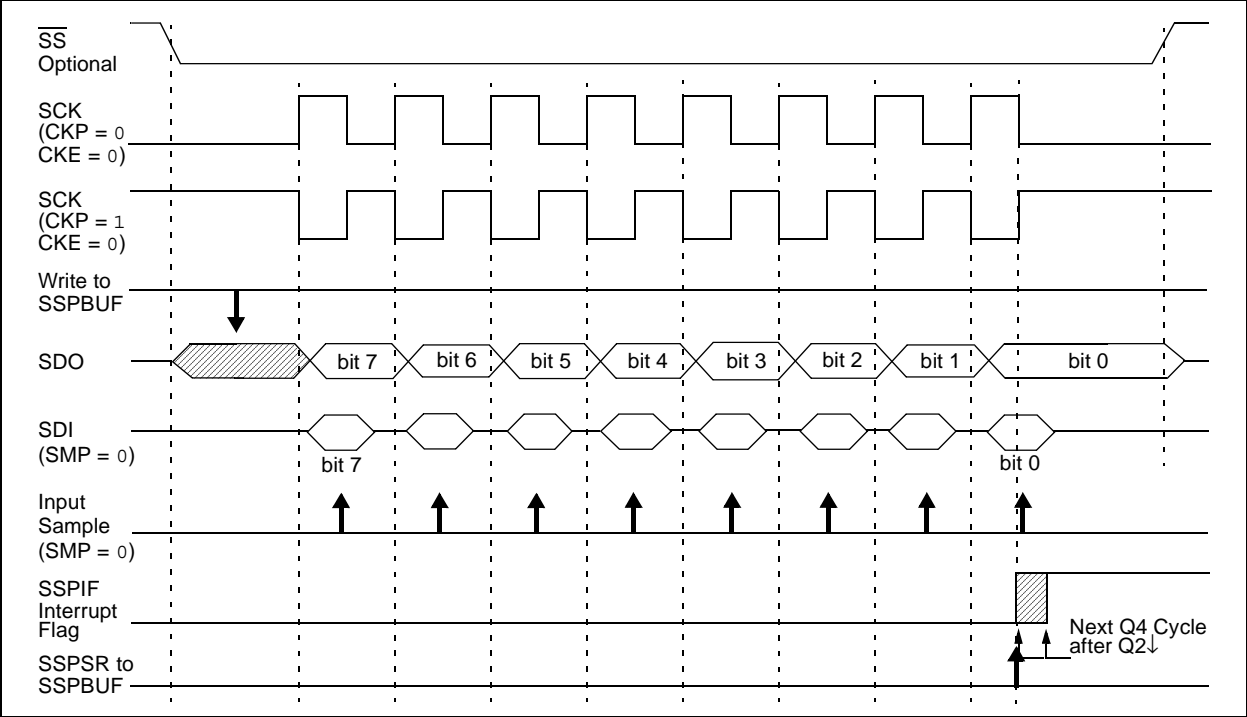 SS
Optional
SCK
(CKP = 0
CKE = 0)
SCK
(CKP = 1
CKE = 0)
Write to
SSPBUF
SDO
bit 7 bit 6 bit 5 bit 4 bit 3 bit 2 bit 1 bit 0
SDI
(SMP = 0)
bit 7 bit 0
Input
Sample
(SMP = 0)
SSPIF
Interrupt
Flag
Next Q4 Cycle
after Q2↓
SSPSR to
SSPBUF